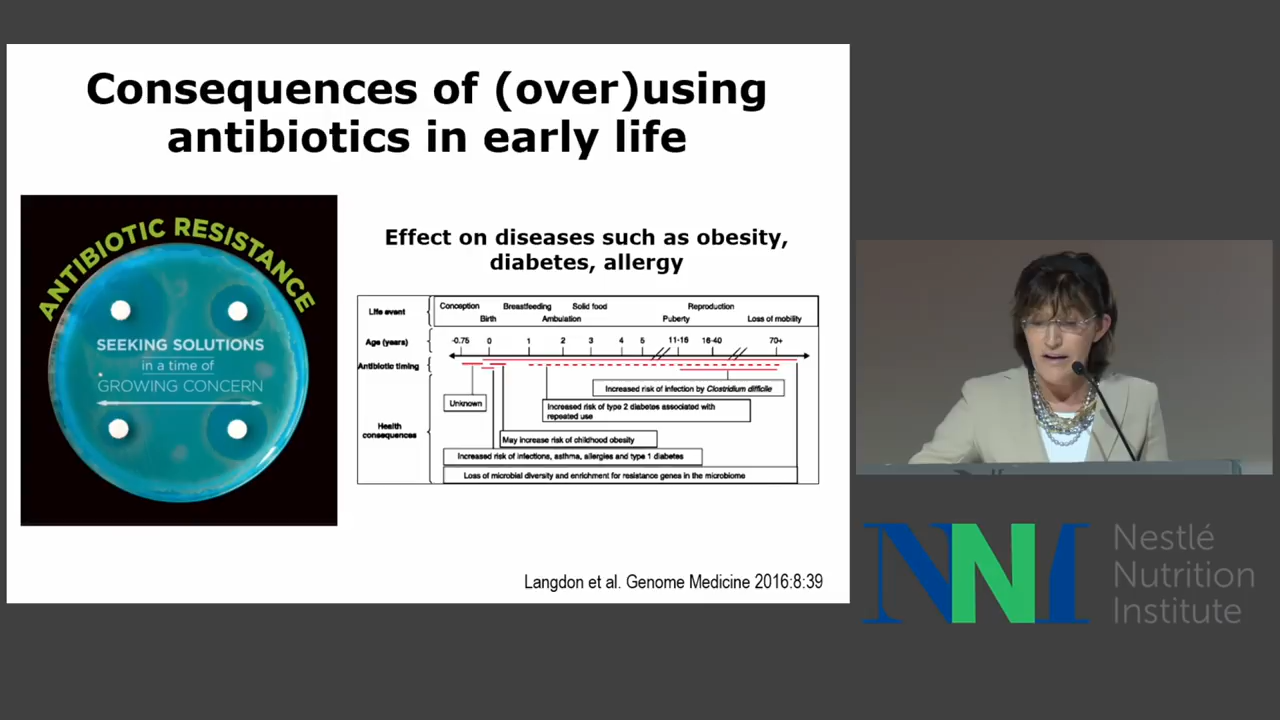 Consequences of (over)using
antibiotics in early life
ANTIBIOTIC RESISTANCE
SEEKING SOLUTIONS
in a time of
GROWING CONCERN
Effect on diseases such as obesity,
diabetes, allergy
Life event
Conception Breastfeeding Solid food Reproduction
Birth Ambulation Puberty Loss of mobility
Age (years) -0.75 0 1 2 3 4 5 11-16 16-40 70+
Antibiotic timing
Health
consequences
Increased risk of infection by Clostridium difficile
Unknown
Increased risk of type 2 diabetes associated with
repeated use
May increase risk of childhood obesity
Increased risk of infections, asthma, allergies and type 1 diabetes
Loss of microbial diversity and enrichment for resistance genes in the microbiome
Langdon et al. Genome Medicine 2016:8:39
NNI
Nestlé
Nutrition
Institute